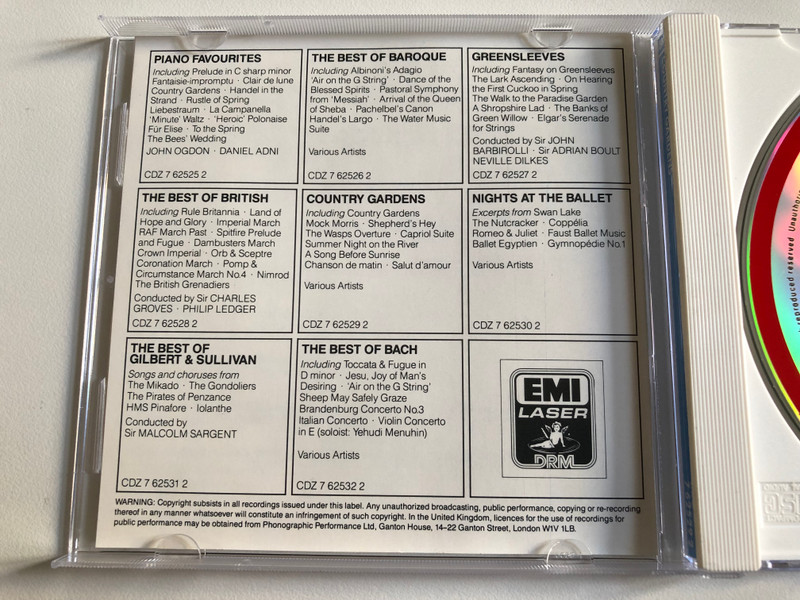 PIANO FAVOURITES
Including Prelude in C sharp minor
Fantaisie-impromptu · Clair de lune
Country Gardens · Handel in the
Strand · Rustle of Spring
Liebestraum · La Campanella
'Minute' Waltz · 'Heroic' Polonaise
Für Elise · To the Spring
The Bees' Wedding
JOHN OGDON · DANIEL ADNI
CDZ 7 62525 2
THE BEST OF BAROQUE
Including Albinoni's Adagio
'Air on the G String' · Dance of the
Blessed Spirits · Pastoral Symphony
from 'Messiah' · Arrival of the Queen
of Sheba · Pachelbel's Canon
Handel's Largo · The Water Music
Suite
Various Artists
CDZ 7 62526 2
GREENSLEEVES
Including Fantasy on Greensleeves
The Lark Ascending · On Hearing
the First Cuckoo in Spring
The Walk to the Paradise Garden
A Shropshire Lad · The Banks of
Green Willow · Elgar's Serenade
for Strings
Conducted by Sir JOHN
BARBIROLLI · Sir ADRIAN BOULT
NEVILLE DILKES
CDZ 7 62527 2
THE BEST OF BRITISH
Including Rule Britannia · Land of
Hope and Glory · Imperial March
RAF March Past · Spitfire Prelude
and Fugue · Dambusters March
Crown Imperial · Orb & Sceptre
Coronation March · Pomp &
Circumstance March No.4 · Nimrod
The British Grenadiers
Conducted by Sir CHARLES
GROVES · PHILIP LEDGER
CDZ 7 62528 2
COUNTRY GARDENS
Including Country Gardens
Mock Morris · Shepherd's Hey
The Wasps Overture · Capriol Suite
Summer Night on the River
A Song Before Sunrise
Chanson de matin · Salut d'amour
Various Artists
CDZ 7 62529 2
NIGHTS AT THE BALLET
Excerpts from Swan Lake
The Nutcracker · Coppélia
Romeo & Juliet · Faust Ballet Music
Ballet Egyptien · Gymnopédie No.1
Various Artists
CDZ 7 62530 2
THE BEST OF
GILBERT & SULLIVAN
Songs and choruses from
The Mikado · The Gondoliers
The Pirates of Penzance
HMS Pinafore · Iolanthe
Conducted by
Sir MALCOLM SARGENT
CDZ 7 62531 2
THE BEST OF BACH
Including Toccata & Fugue in
D minor · Jesu, Joy of Man's
Desiring · 'Air on the G String'
Sheep May Safely Graze
Brandenburg Concerto No.3
Italian Concerto · Violin Concerto
in E (soloist: Yehudi Menuhin)
Various Artists
CDZ 7 62532 2
EMI
LASER
DRM
WARNING: Copyright subsists in all recordings issued under this label. Any unauthorized broadcasting, public performance, copying or re-recording
thereof in any manner whatsoever will constitute an infringement of such copyright. In the United Kingdom, licences for the use of recordings for
public performance may be obtained from Phonographic Performance Ltd, Ganton House, 14–22 Ganton Street, London W1V 1LB.
reproduced reserved